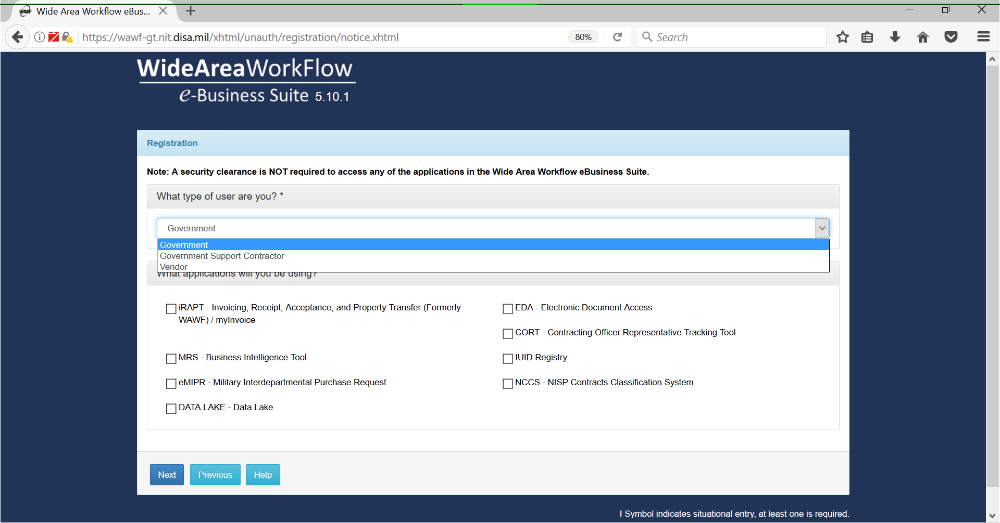 Wide Area Workflow eBus...
https://wawf-gt.nit.disa.mil/xhtml/unauth/registration/notice.xhtml
80%
Search
WideAreaWorkFlow
e-Business Suite 5.10.1
Registration
Note: A security clearance is NOT required to access any of the applications in the Wide Area Workflow eBusiness Suite.
What type of user are you? *
Government
Government
Government Support Contractor
Vendor
What applications will you be using?
iRAPT - Invoicing, Receipt, Acceptance, and Property Transfer (Formerly
WAWF) / myInvoice
EDA - Electronic Document Access
CORT - Contracting Officer Representative Tracking Tool
MRS - Business Intelligence Tool
IUID Registry
eMIPR - Military Interdepartmental Purchase Request
NCCS - NISP Contracts Classification System
DATA LAKE - Data Lake
Next
Previous
Help
! Symbol indicates situational entry, at least one is required.